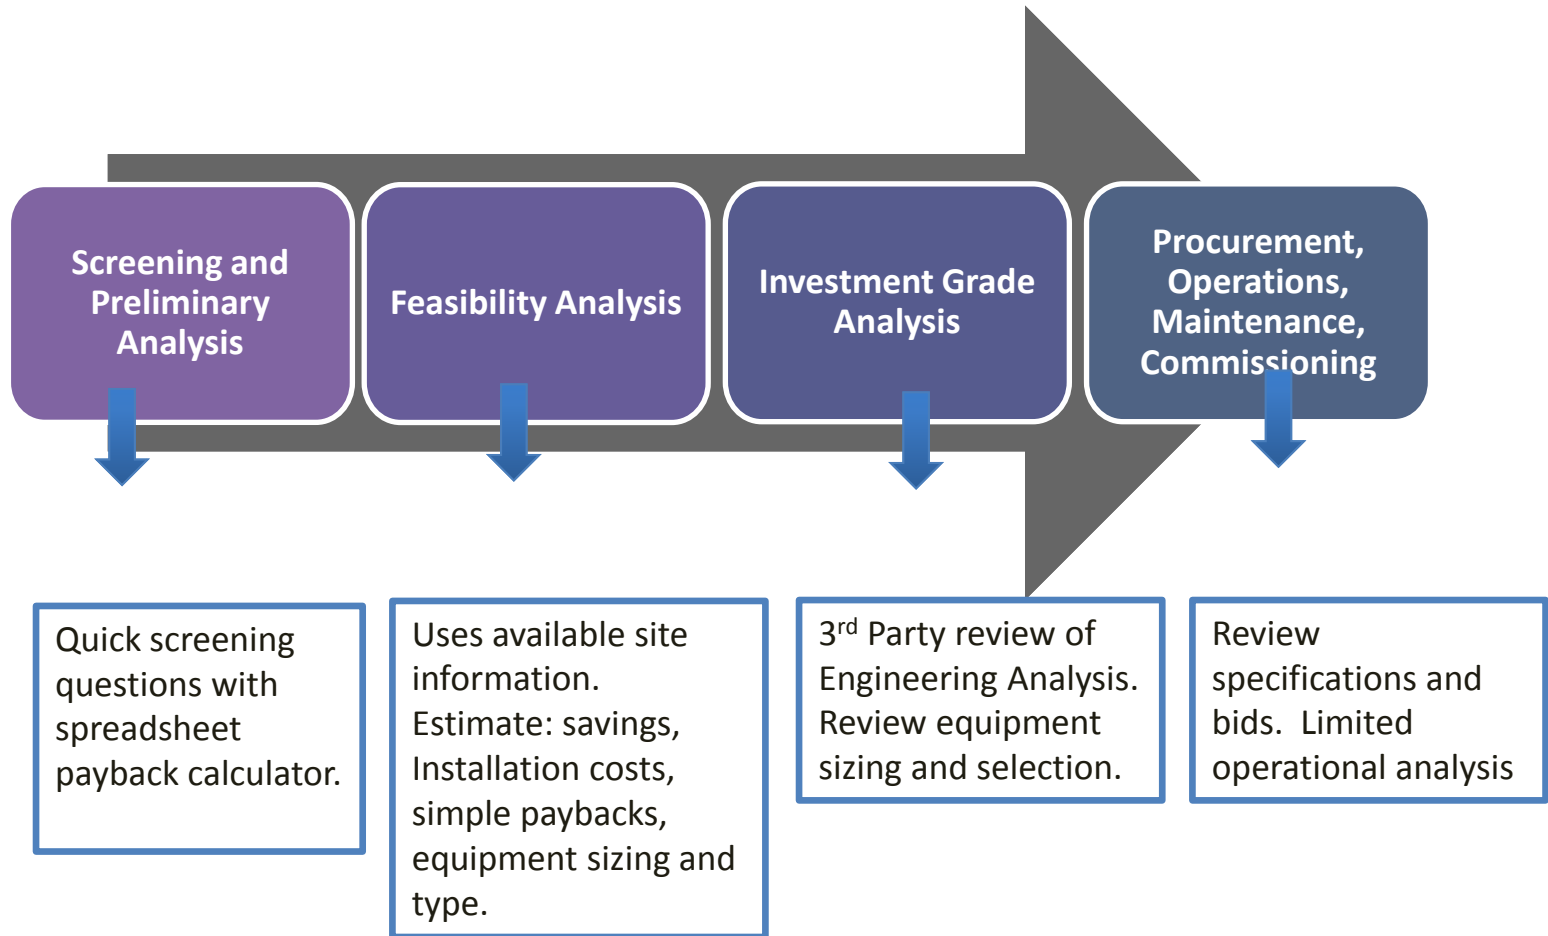 Screening and
Preliminary
Analysis
Feasibility Analysis
Investment Grade
Analysis
Procurement,
Operations,
Maintenance,
Commissioning
Quick screening
questions with
spreadsheet
payback calculator.
Uses available site
information.
Estimate: savings,
Installation costs,
simple paybacks,
equipment sizing and
type.
3rd Party review of
Engineering Analysis.
Review equipment
sizing and selection.
Review
specifications and
bids.  Limited
operational analysis